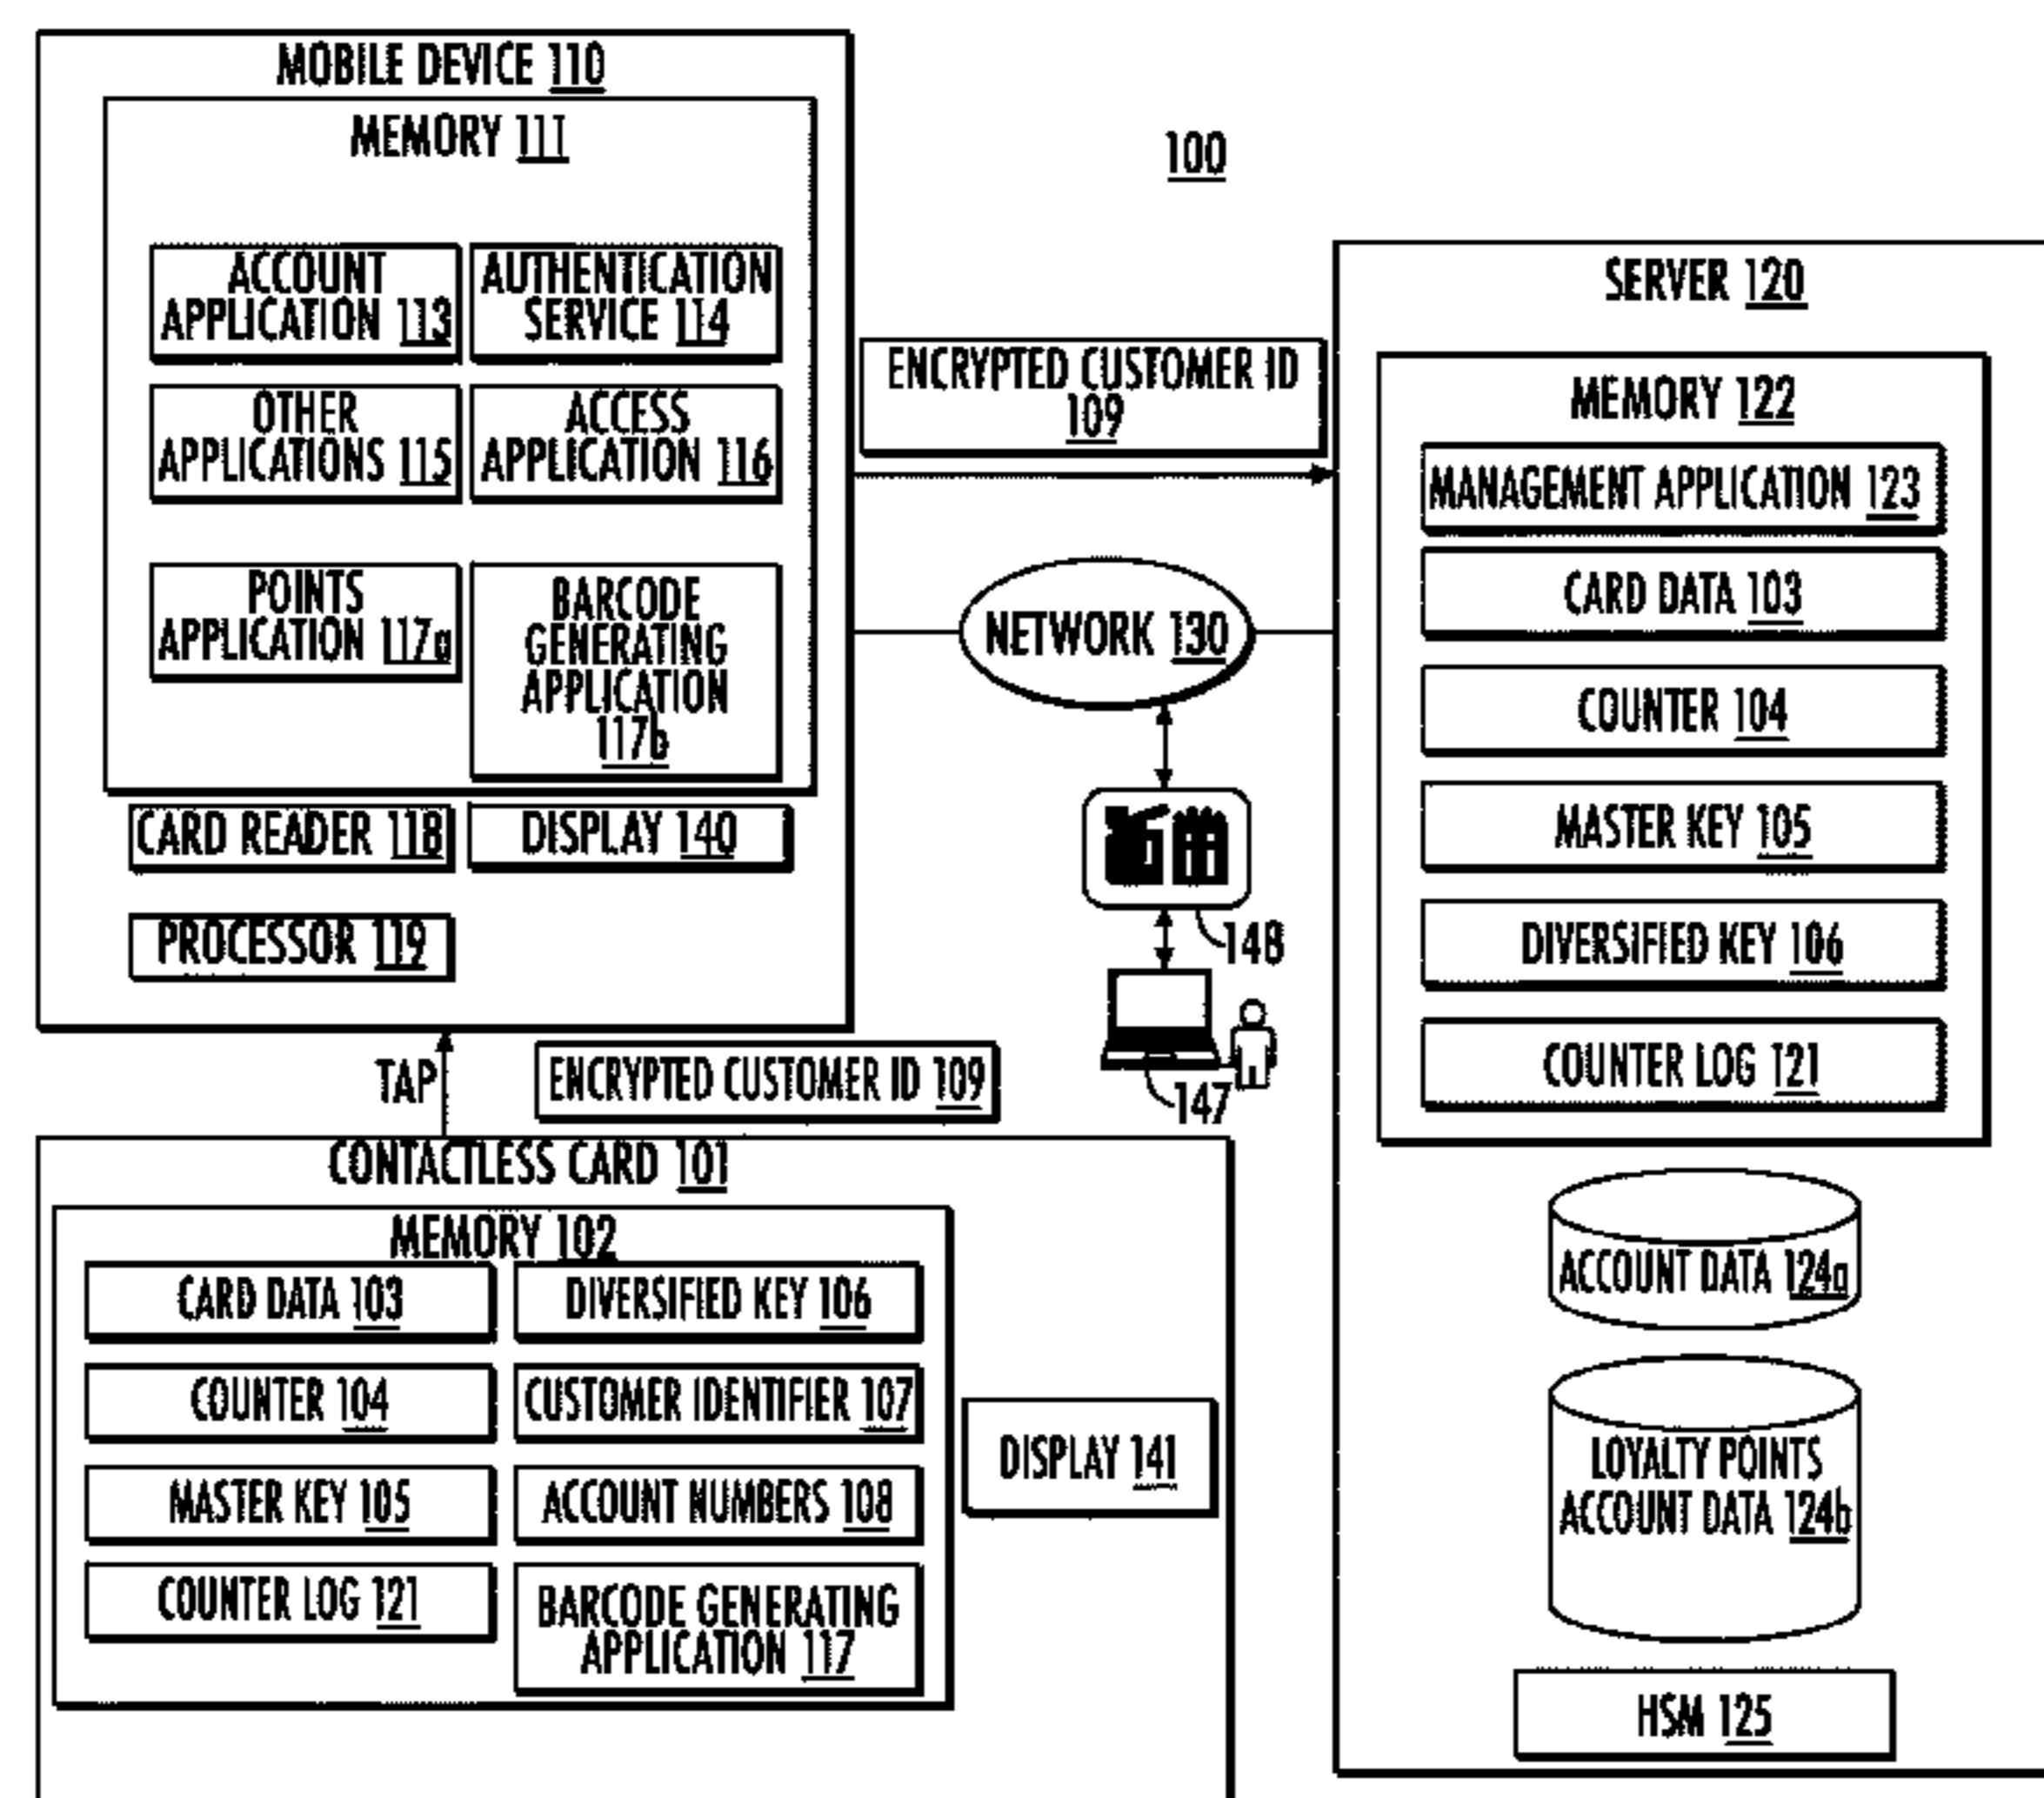 MOBILE DEVICE 110
MEMORY 111
ACCOUNT
APPLICATION 113
AUTHENTICATION
SERVICE 114
OTHER
APPLICATIONS 115
ACCESS
APPLICATION 116
POINTS
APPLICATION 117a
BARCODE
GENERATING
APPLICATION
117b
CARD READER 118
DISPLAY 140
PROCESSOR 119
100
ENCRYPTED CUSTOMER ID
109
NETWORK 130
148
147
TAP
ENCRYPTED CUSTOMER ID 109
CONTACTLESS CARD 101
MEMORY 102
CARD DATA 103
DIVERSIFIED KEY 106
COUNTER 104
CUSTOMER IDENTIFIER 107
MASTER KEY 105
ACCOUNT NUMBERS 108
COUNTER LOG 121
BARCODE GENERATING
APPLICATION 117
DISPLAY 141
SERVER 120
MEMORY 122
MANAGEMENT APPLICATION 123
CARD DATA 103
COUNTER 104
MASTER KEY 105
DIVERSIFIED KEY 106
COUNTER LOG 121
ACCOUNT DATA 124a
LOYALTY POINTS
ACCOUNT DATA 124b
HSM 125